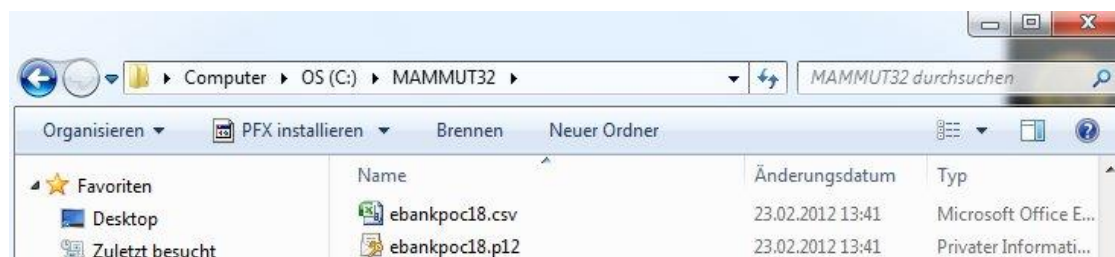 Computer OS (C:) MAMMUT32 MAMMUT32 durchsuchen
Organisieren PFX installieren Brennen Neuer Ordner
Favoriten Name Änderungsdatum Typ
Desktop ebankpoc18.csv 23.02.2012 13:41 Microsoft Office E...
Zuletzt besucht ebankpoc18.p12 23.02.2012 13:41 Privater Informati...